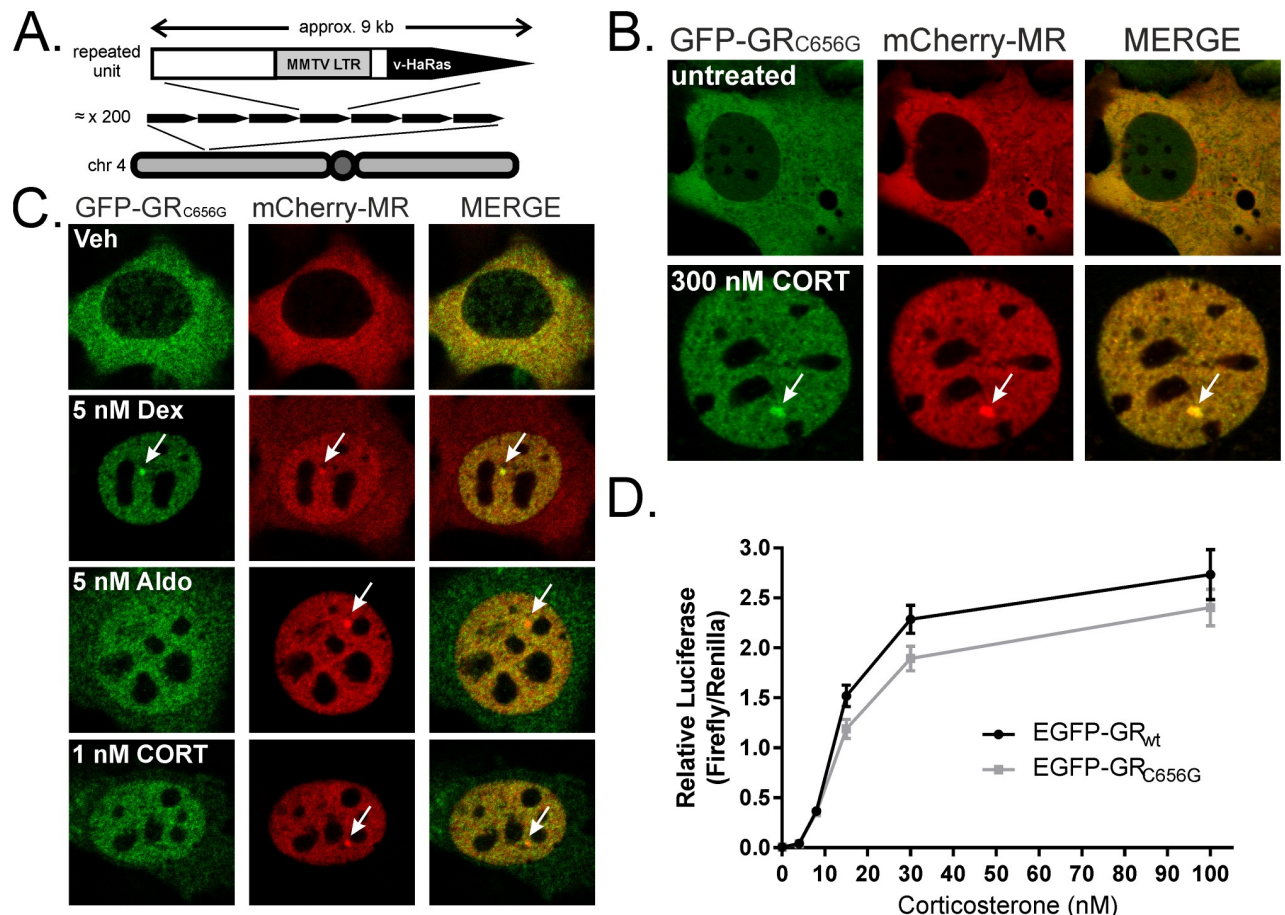 A.
approx. 9 kb
repeated unit
MMTV LTR
v-HaRas
≈ x 200
chr 4
B.
GFP-GRC656G mCherry-MR MERGE
untreated
300 nM CORT
C.
GFP-GRC656G mCherry-MR MERGE
Veh
5 nM Dex
5 nM Aldo
1 nM CORT
D.
Relative Luciferase
(Firefly/Renilla)
3.0
2.5
2.0
1.5
1.0
0.5
0.0
EGFP-GRwt
EGFP-GRC656G
0 10 20 30 40 50 60 70 80 90 100
Corticosterone (nM)